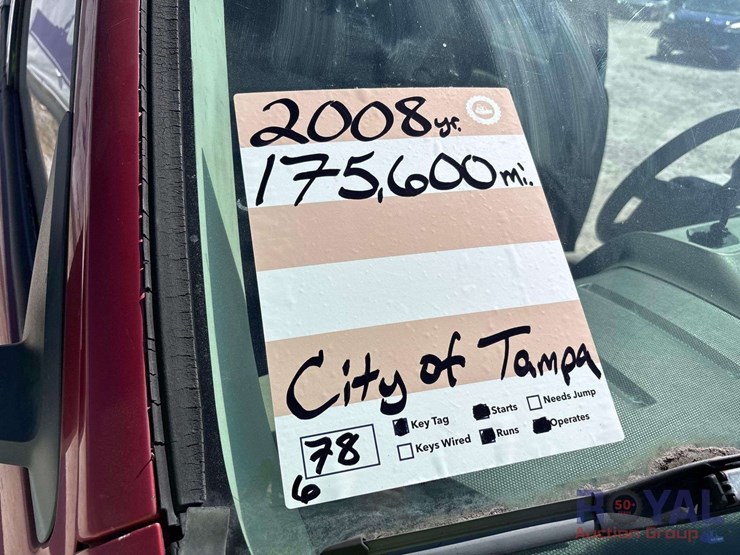 2008 yr.
175,600 mi.
City of Tampa
Key Tag Starts Needs Jump
Keys Wired Runs Operates
78
6
ROYAL
50
Auction Group